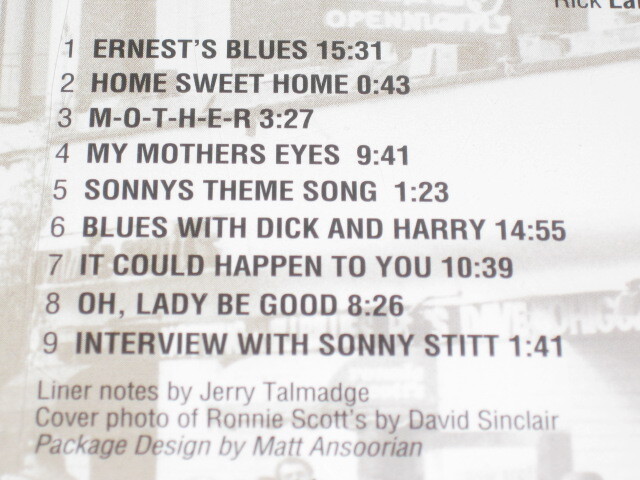 OPEN NIGHTLY
Rick
1 ERNEST'S BLUES 15:31
2 HOME SWEET HOME 0:43
3 M-O-T-H-E-R 3:27
4 MY MOTHERS EYES 9:41
5 SONNYS THEME SONG 1:23
6 BLUES WITH DICK AND HARRY 14:55
7 IT COULD HAPPEN TO YOU 10:39
8 OH, LADY BE GOOD 8:26
9 INTERVIEW WITH SONNY STITT 1:41
Liner notes by Jerry Talmadge
Cover photo of Ronnie Scott's by David Sinclair
Package Design by Matt Ansoorian